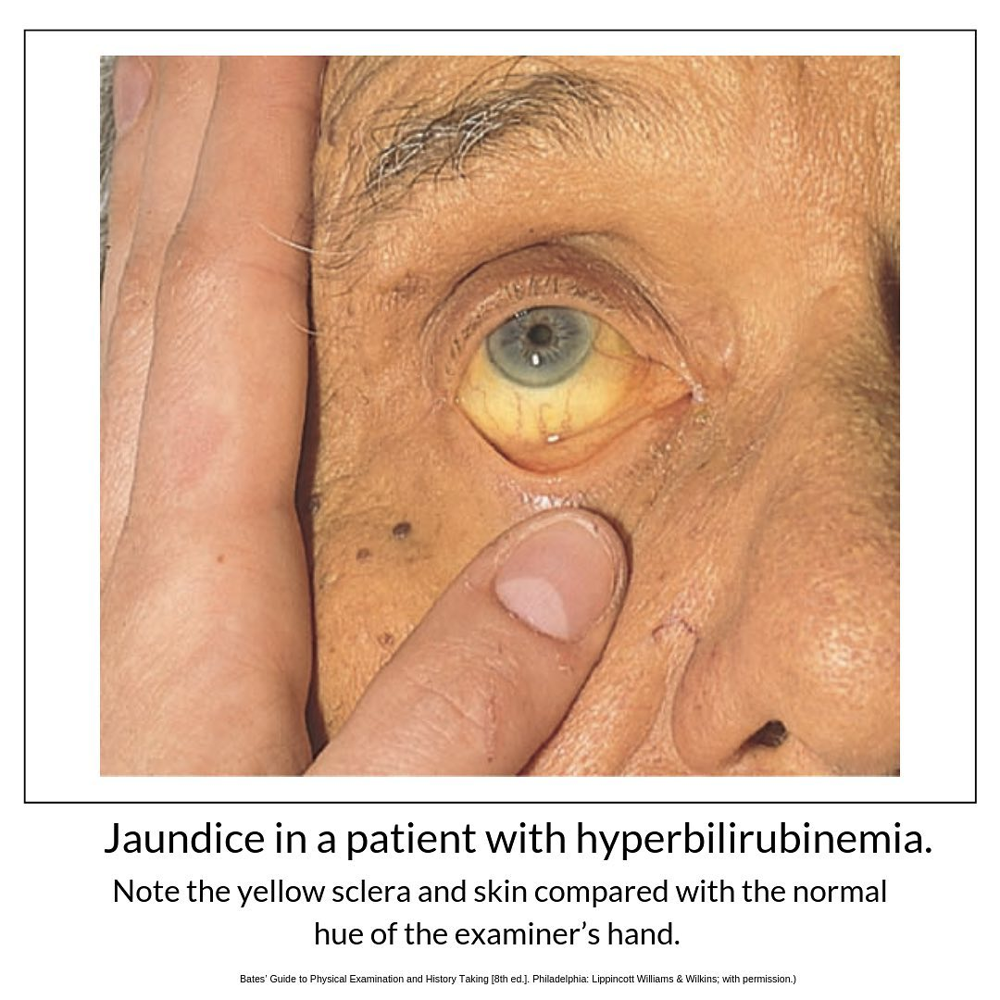 Jaundice in a patient with hyperbilirubinemia.
Note the yellow sclera and skin compared with the normal
hue of the examiner’s hand.
Bates’ Guide to Physical Examination and History Taking [8th ed.]. Philadelphia: Lippincott Williams & Wilkins; with permission.)